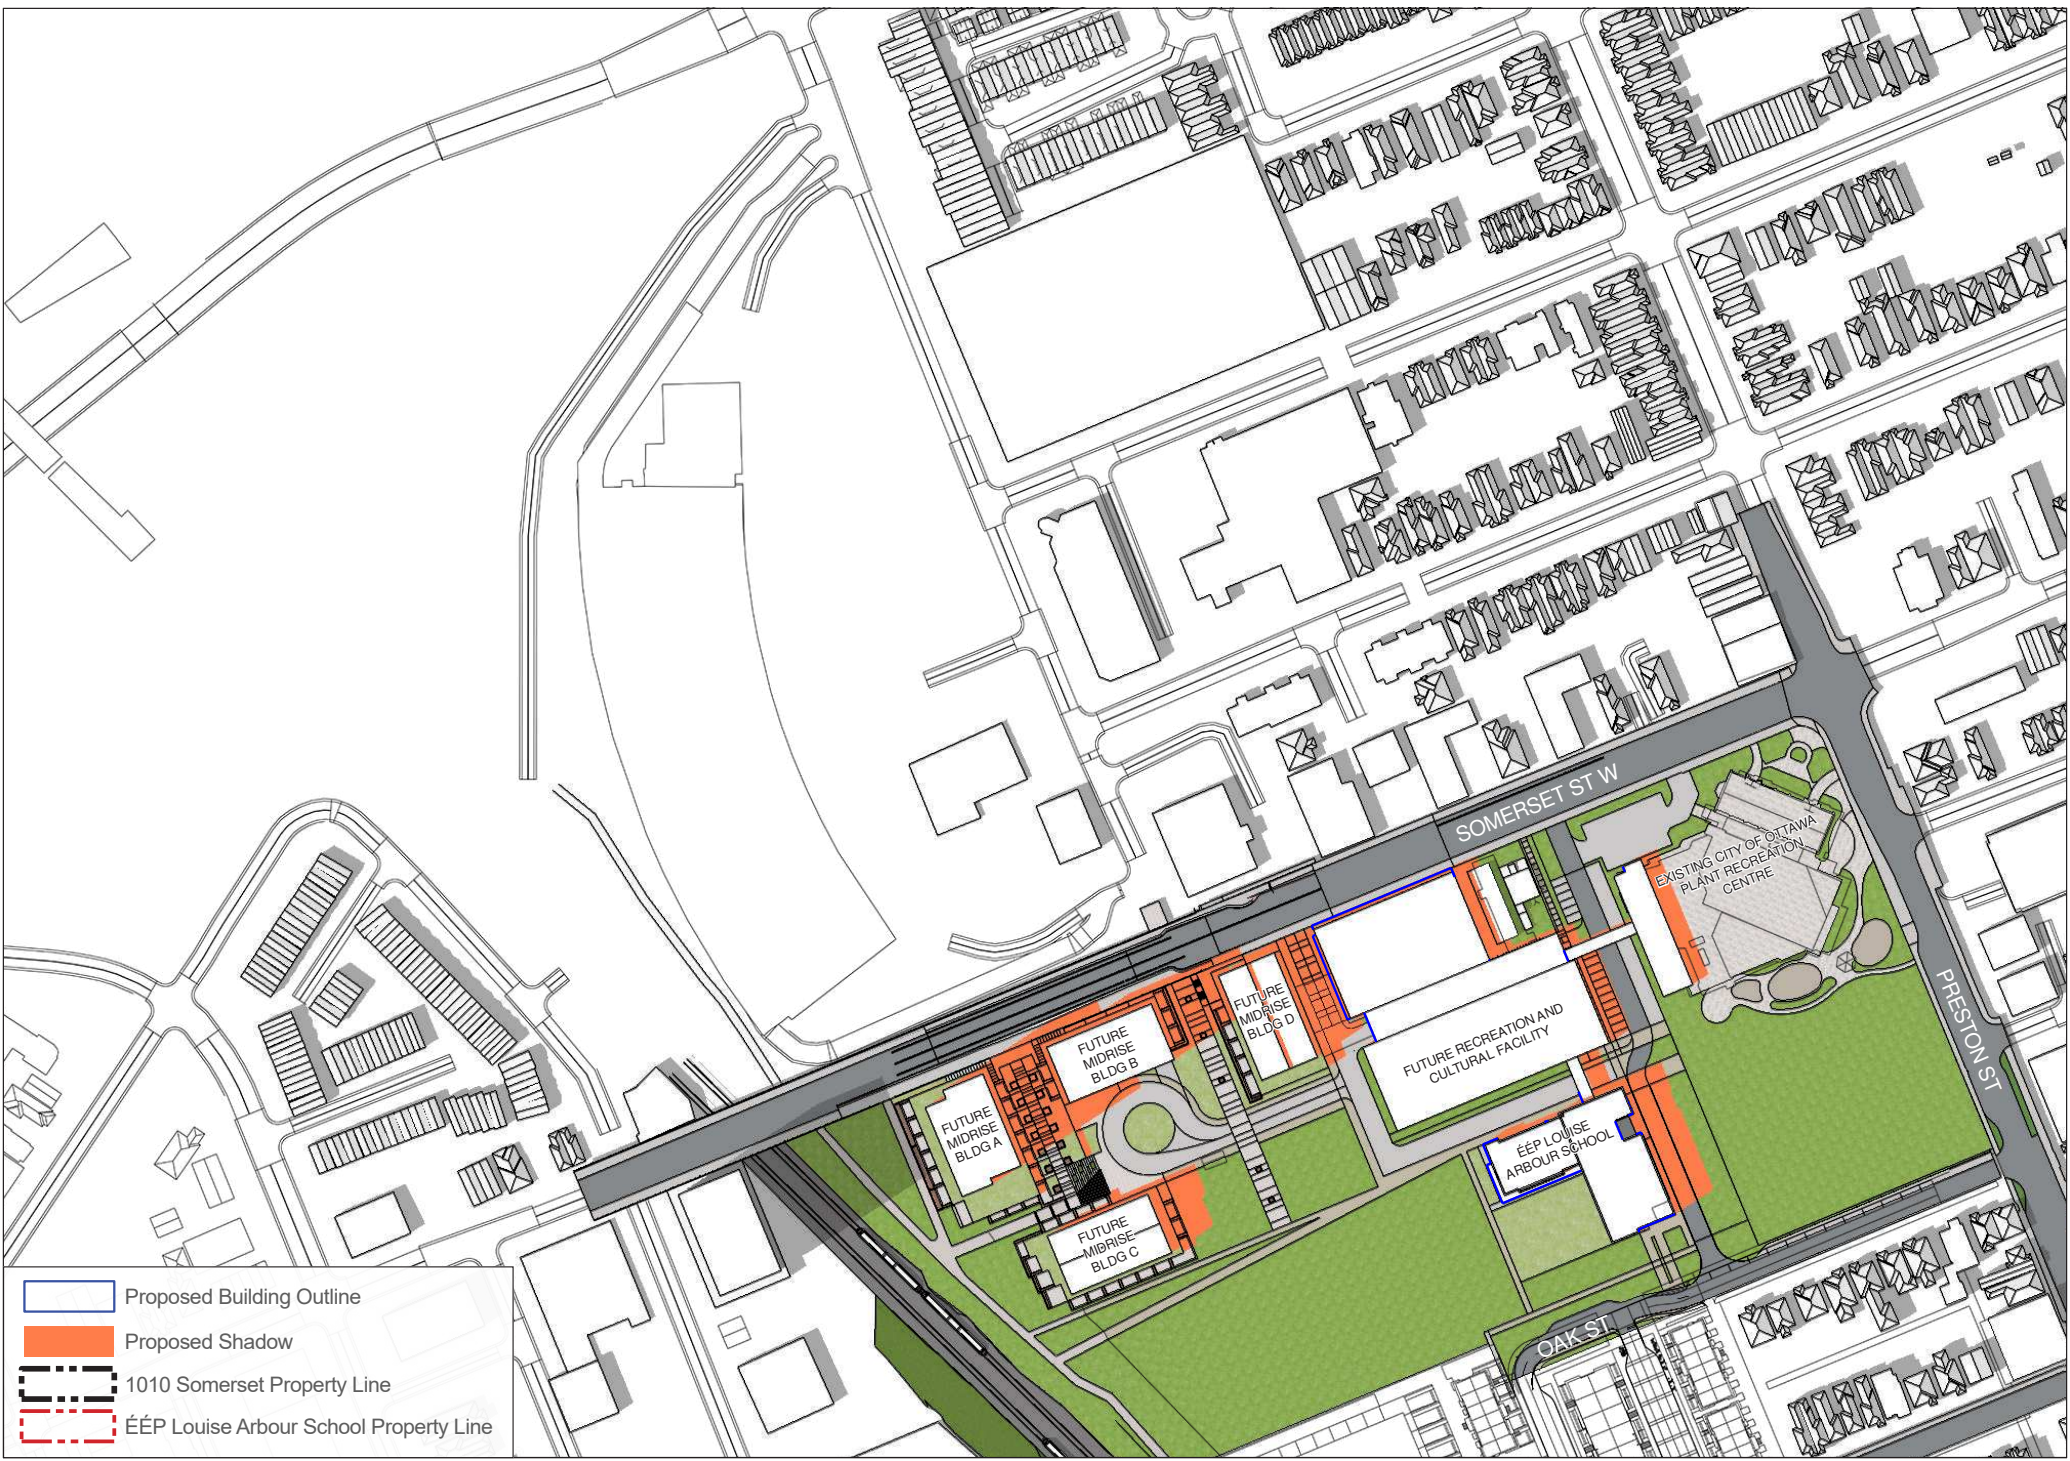 SOMERSET ST W
EXISTING CITY OF OTTAWA
PLANT RECREATION
CENTRE
PRESTON ST
FUTURE
MIDRISE
BLDG D
FUTURE RECREATION AND
CULTURAL FACILITY
FUTURE
MIDRISE
BLDG B
FUTURE
MIDRISE
BLDG A
ÉÉP LOUISE
ARBOUR SCHOOL
FUTURE
MIDRISE
BLDG C
OAK ST
Proposed Building Outline
Proposed Shadow
1010 Somerset Property Line
ÉÉP Louise Arbour School Property Line